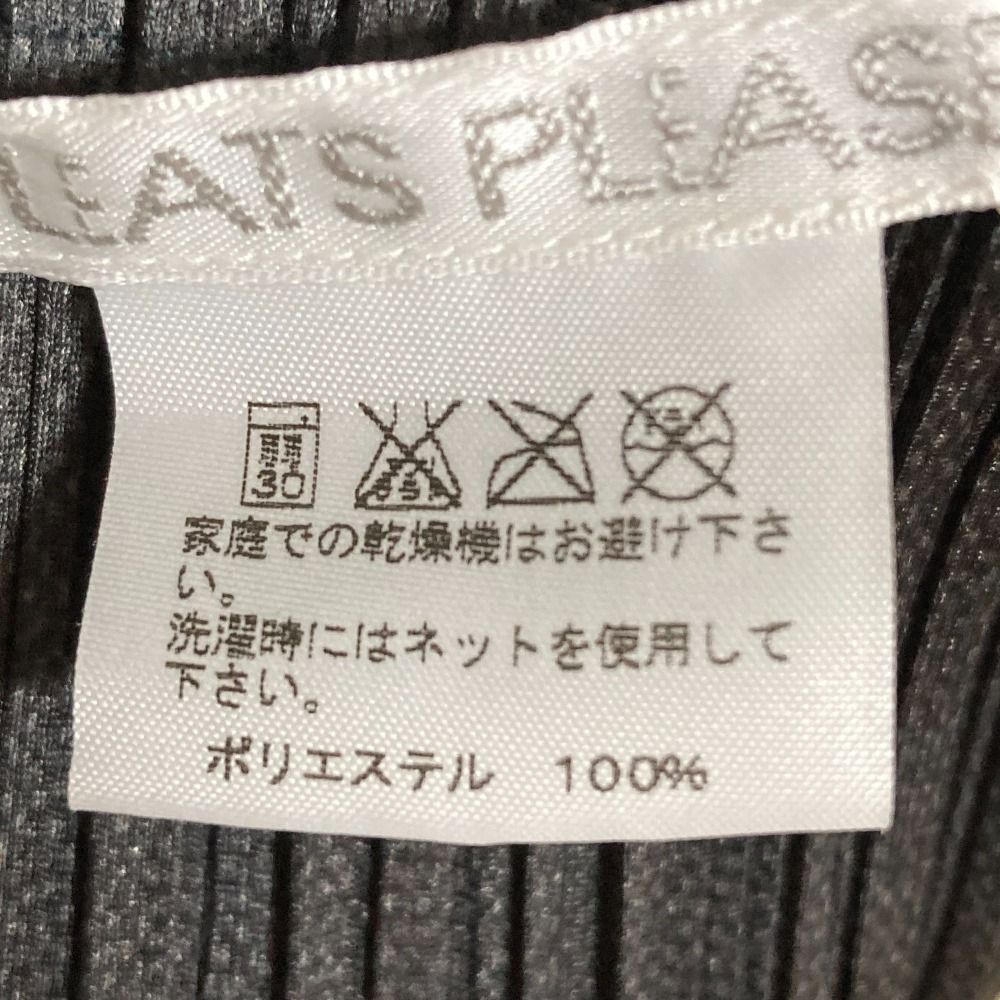 LEATS PLEAS
30
家庭での乾燥機はお避け下さ
い。
洗濯時にはネットを使用して
下さい。
ポリエステル 100%